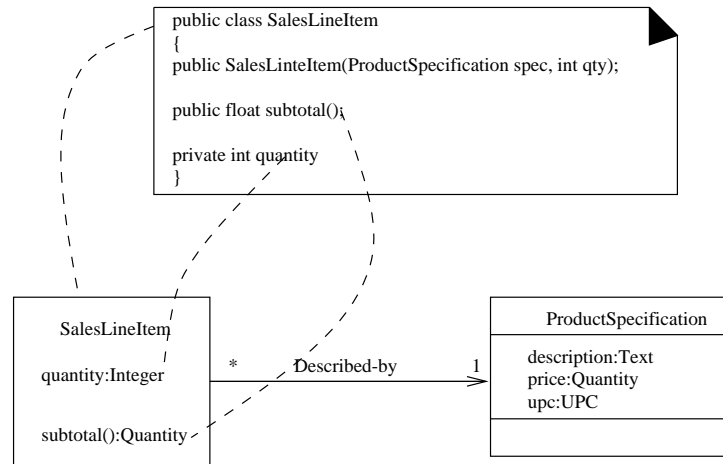 public class SalesLineItem
{
public SalesLinteItem(ProductSpecification spec, int qty);
public float subtotal();
private int quantity
}
SalesLineItem
quantity:Integer
subtotal():Quantity
*
Described-by
1
ProductSpecification
description:Text
price:Quantity
upc:UPC